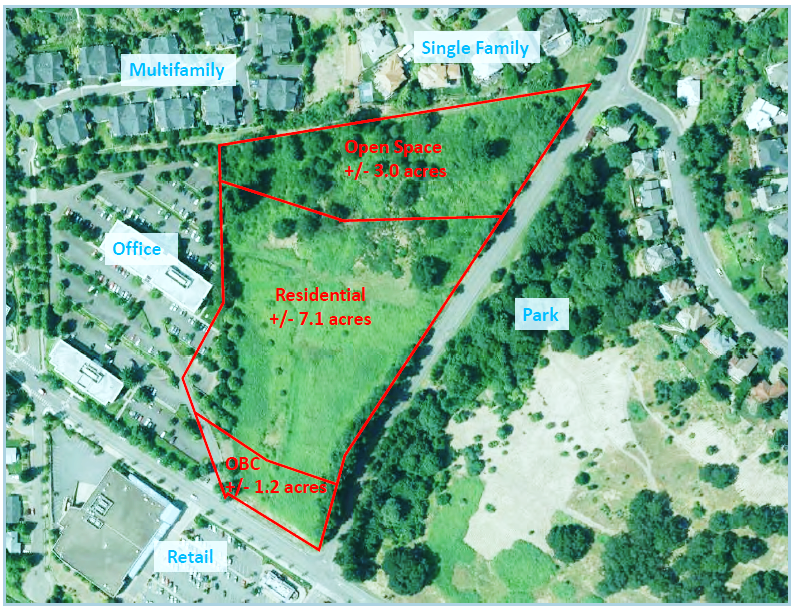 Single Family
Multifamily
Open Space
+/- 3.0 acres
Office
Residential
+/- 7.1 acres
Park
OBC
+/- 1.2 acres
Retail